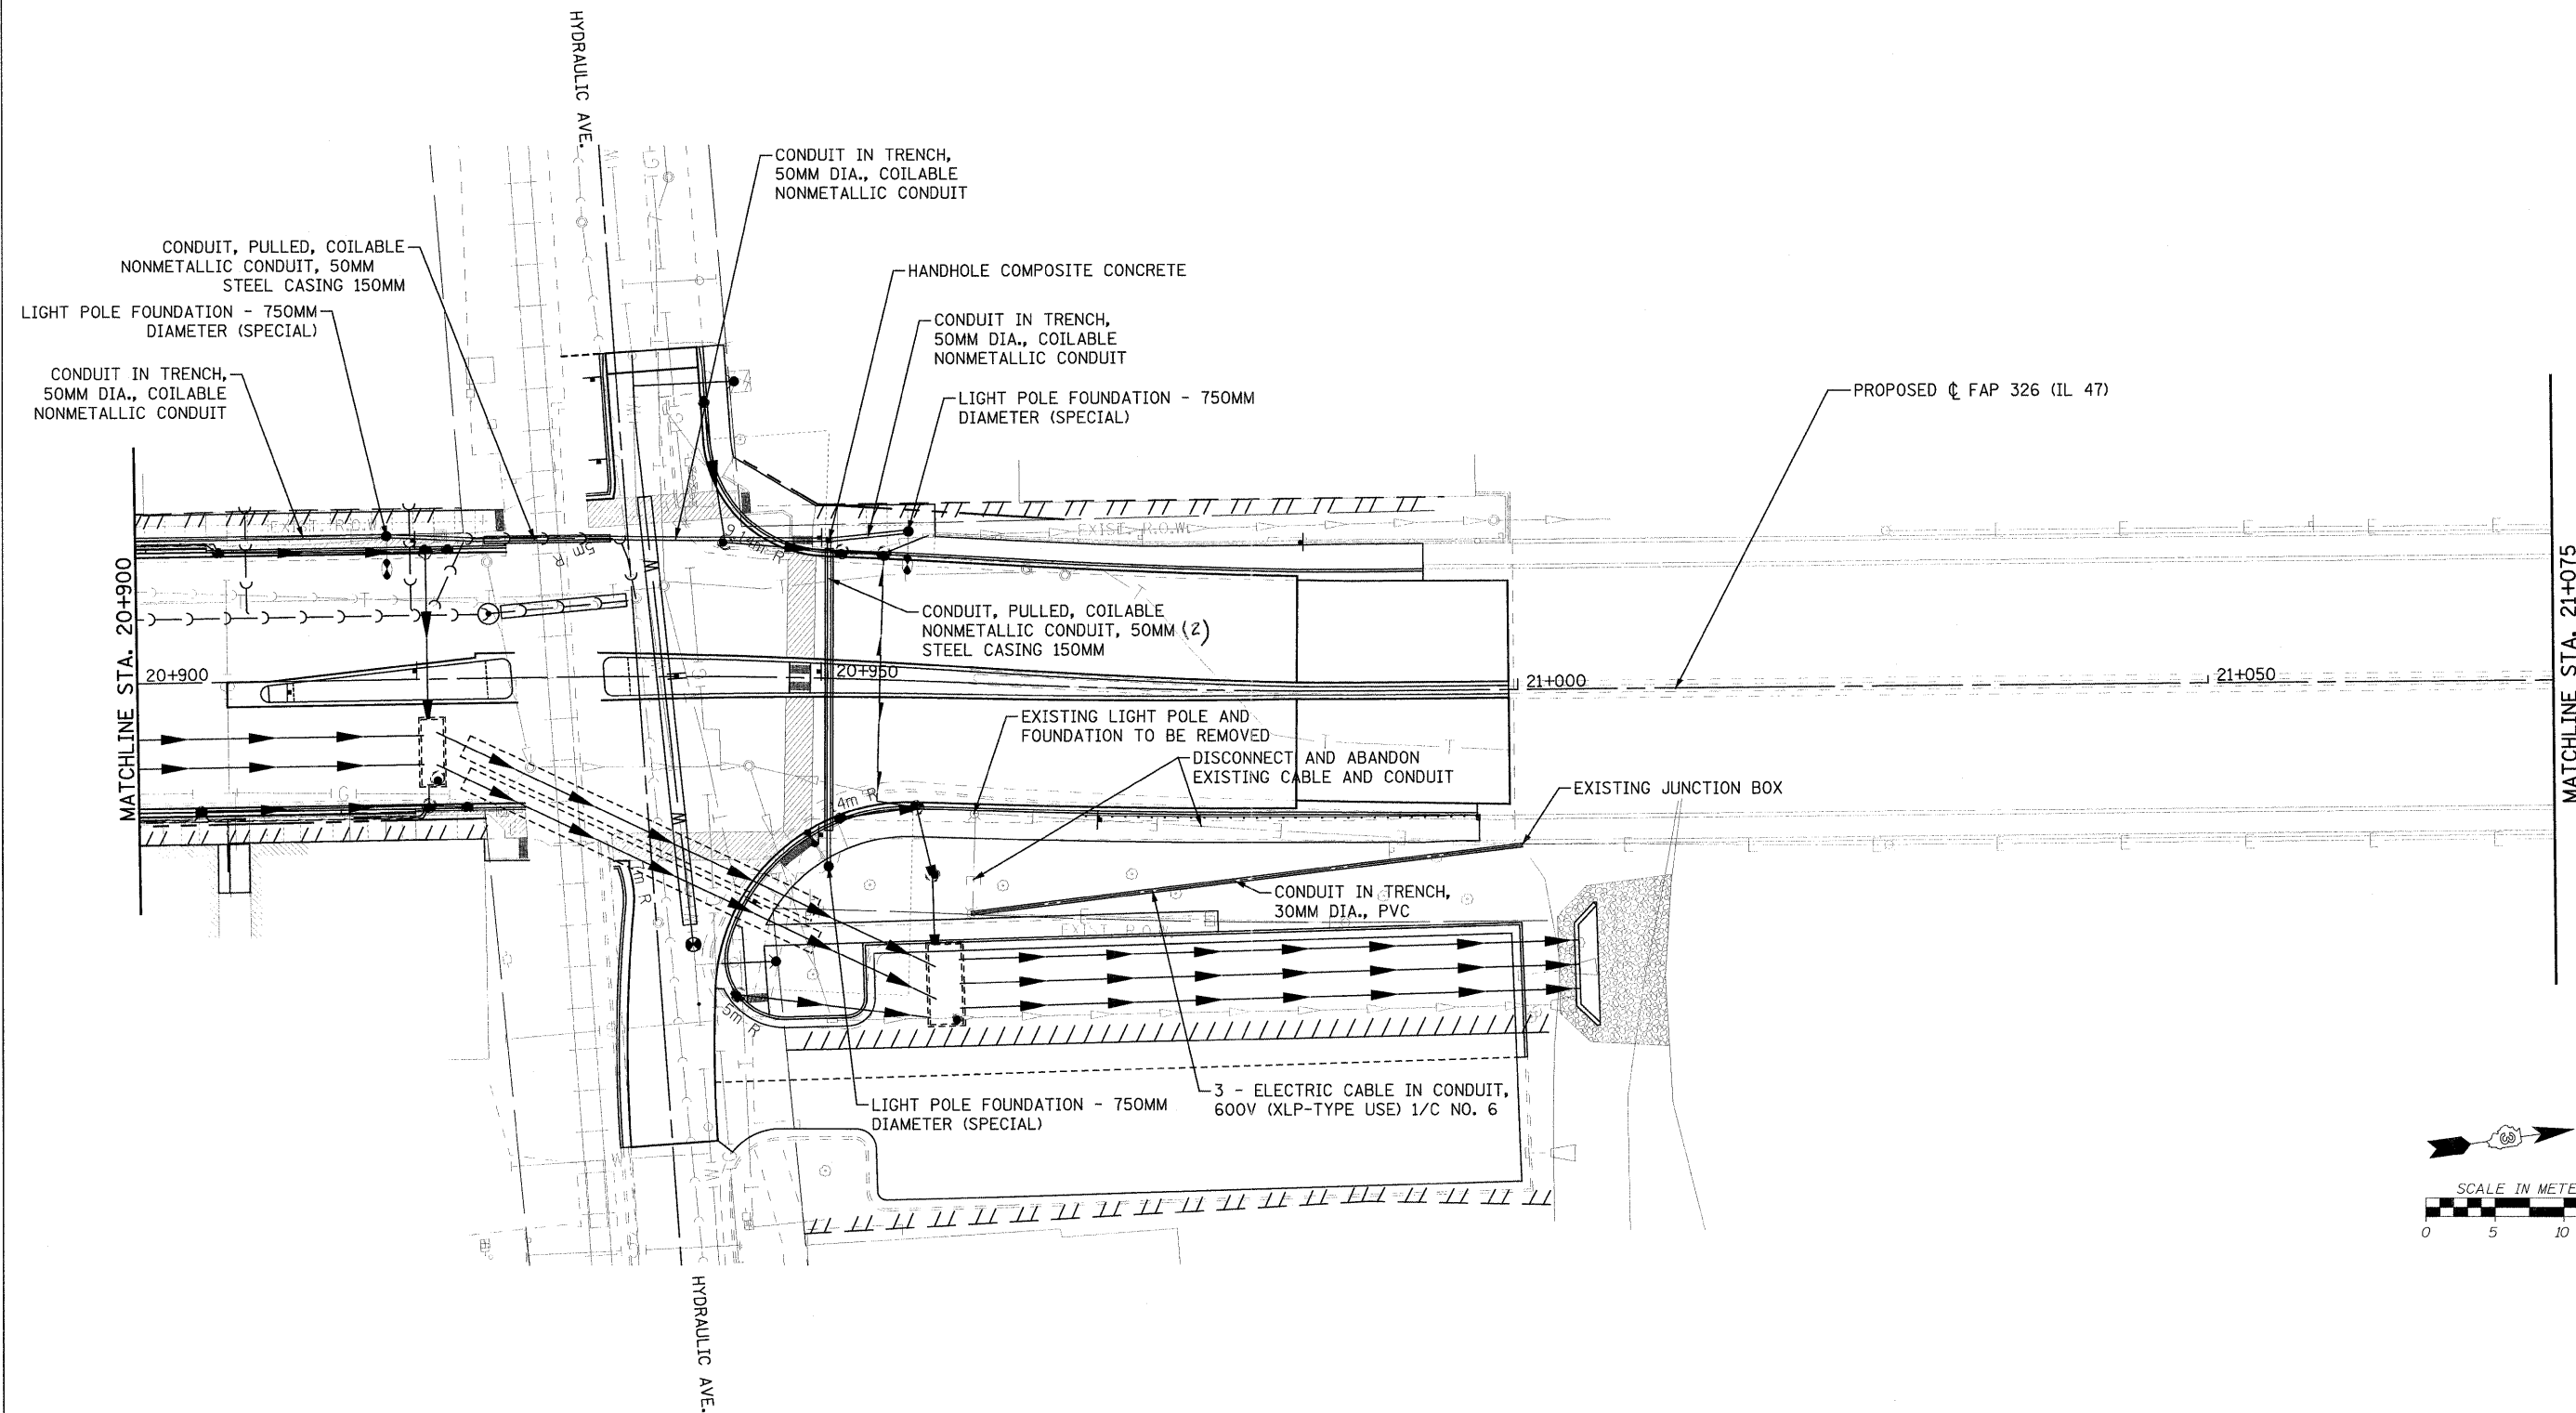 HYDRAULIC AVE.
CONDUIT IN TRENCH,
50MM DIA., COILABLE
NONMETALLIC CONDUIT
CONDUIT, PULLED, COILABLE
NONMETALLIC CONDUIT, 50MM
STEEL CASING 150MM
HANDHOLE COMPOSITE CONCRETE
LIGHT POLE FOUNDATION - 750MM
DIAMETER (SPECIAL)
CONDUIT IN TRENCH,
50MM DIA., COILABLE
NONMETALLIC CONDUIT
CONDUIT IN TRENCH,
50MM DIA., COILABLE
NONMETALLIC CONDUIT
LIGHT POLE FOUNDATION - 750MM
DIAMETER (SPECIAL)
PROPOSED ℄ FAP 326 (IL 47)
EXIST. R.O.W.
EXIST. R.O.W.
5m R
9.14m R
MATCHLINE STA. 20+900
MATCHLINE STA. 21+075
CONDUIT, PULLED, COILABLE
NONMETALLIC CONDUIT, 50MM (2)
STEEL CASING 150MM
20+900
20+950
21+000
21+050
EXISTING LIGHT POLE AND
FOUNDATION TO BE REMOVED
DISCONNECT AND ABANDON
EXISTING CABLE AND CONDUIT
EXISTING JUNCTION BOX
4m R
CONDUIT IN TRENCH,
30MM DIA., PVC
EXIST. R.O.W.
5m R
3 - ELECTRIC CABLE IN CONDUIT,
600V (XLP-TYPE USE) 1/C NO. 6
LIGHT POLE FOUNDATION - 750MM
DIAMETER (SPECIAL)
SCALE IN METE
0 5 10
HYDRAULIC AVE.